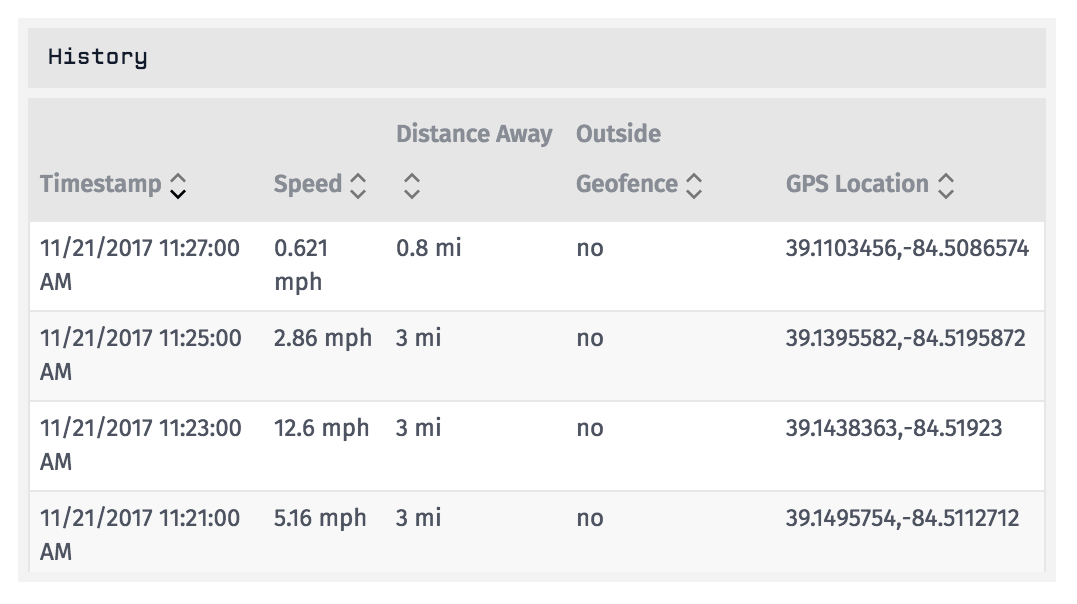 History
Distance Away Outside
Timestamp Speed Geofence GPS Location
11/21/2017 11:27:00 0.621 0.8 mi no 39.1103456,-84.5086574
AM mph
11/21/2017 11:25:00 2.86 mph 3 mi no 39.1395582,-84.5195872
AM
11/21/2017 11:23:00 12.6 mph 3 mi no 39.1438363,-84.51923
AM
11/21/2017 11:21:00 5.16 mph 3 mi no 39.1495754,-84.5112712
AM